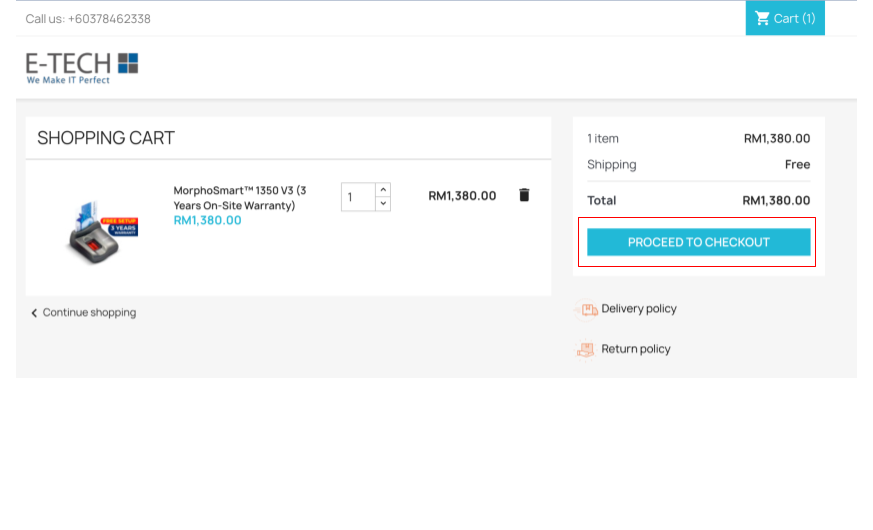 Call us: +60378462338
Cart (1)
E-TECH
We Make IT Perfect
SHOPPING CART
MorphoSmart™ 1350 V3 (3
Years On-Site Warranty)
RM1,380.00
1
RM1,380.00
FREE SETUP
3 YEARS
WARRANTY
Continue shopping
1 item RM1,380.00
Shipping Free
Total RM1,380.00
PROCEED TO CHECKOUT
Delivery policy
Return policy